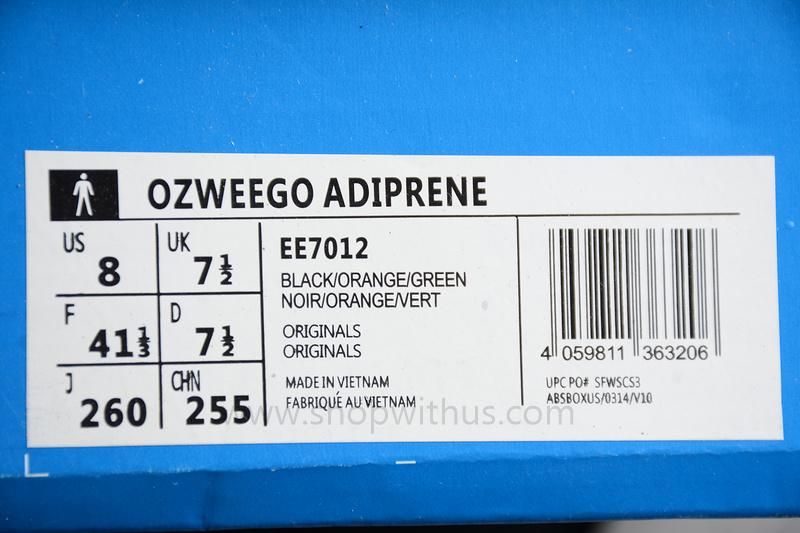 OZWEEGO ADIPRENE
US 8
UK 7½
F 41⅓
D 7½
J 260
CHN 255
EE7012
BLACK/ORANGE/GREEN
NOIR/ORANGE/VERT
ORIGINALS
ORIGINALS
MADE IN VIETNAM
FABRIQUÉ AU VIETNAM
4 059811 363206
UPC PO# SFWSCS3
ABSBOXUS/0314/V10
www.shopwithus.com